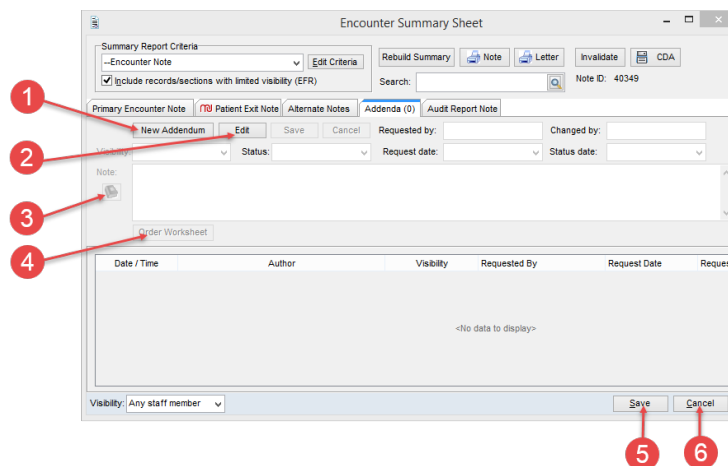 Encounter Summary Sheet
Summary Report Criteria
--Encounter Note
Edit Criteria
Rebuild Summary
Note
Letter
Invalidate
CDA
Include records/sections with limited visibility (EFR)
Search:
Note ID: 40349
Primary Encounter Note
Patient Exit Note
Alternate Notes
Addenda (0)
Audit Report Note
1
New Addendum
Edit
Save
Cancel
Requested by:
Changed by:
2
Visibility:
Status:
Request date:
Status date:
Note:
3
4
Order Worksheet
Date / Time
Author
Visibility
Requested By
Request Date
Reques
<No data to display>
Visibility:
Any staff member
Save
Cancel
5
6